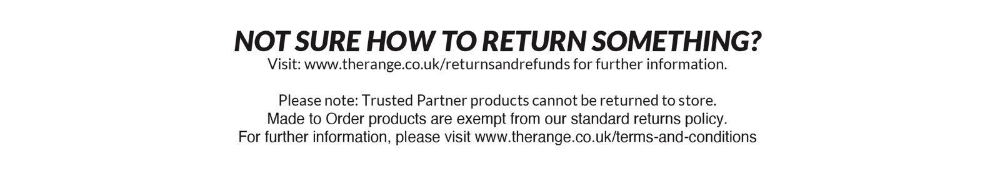 NOT SURE HOW TO RETURN SOMETHING?
Visit: www.therange.co.uk/returnsandrefunds for further information.
Please note: Trusted Partner products cannot be returned to store.
Made to Order products are exempt from our standard returns policy.
For further information, please visit www.therange.co.uk/terms-and-conditions